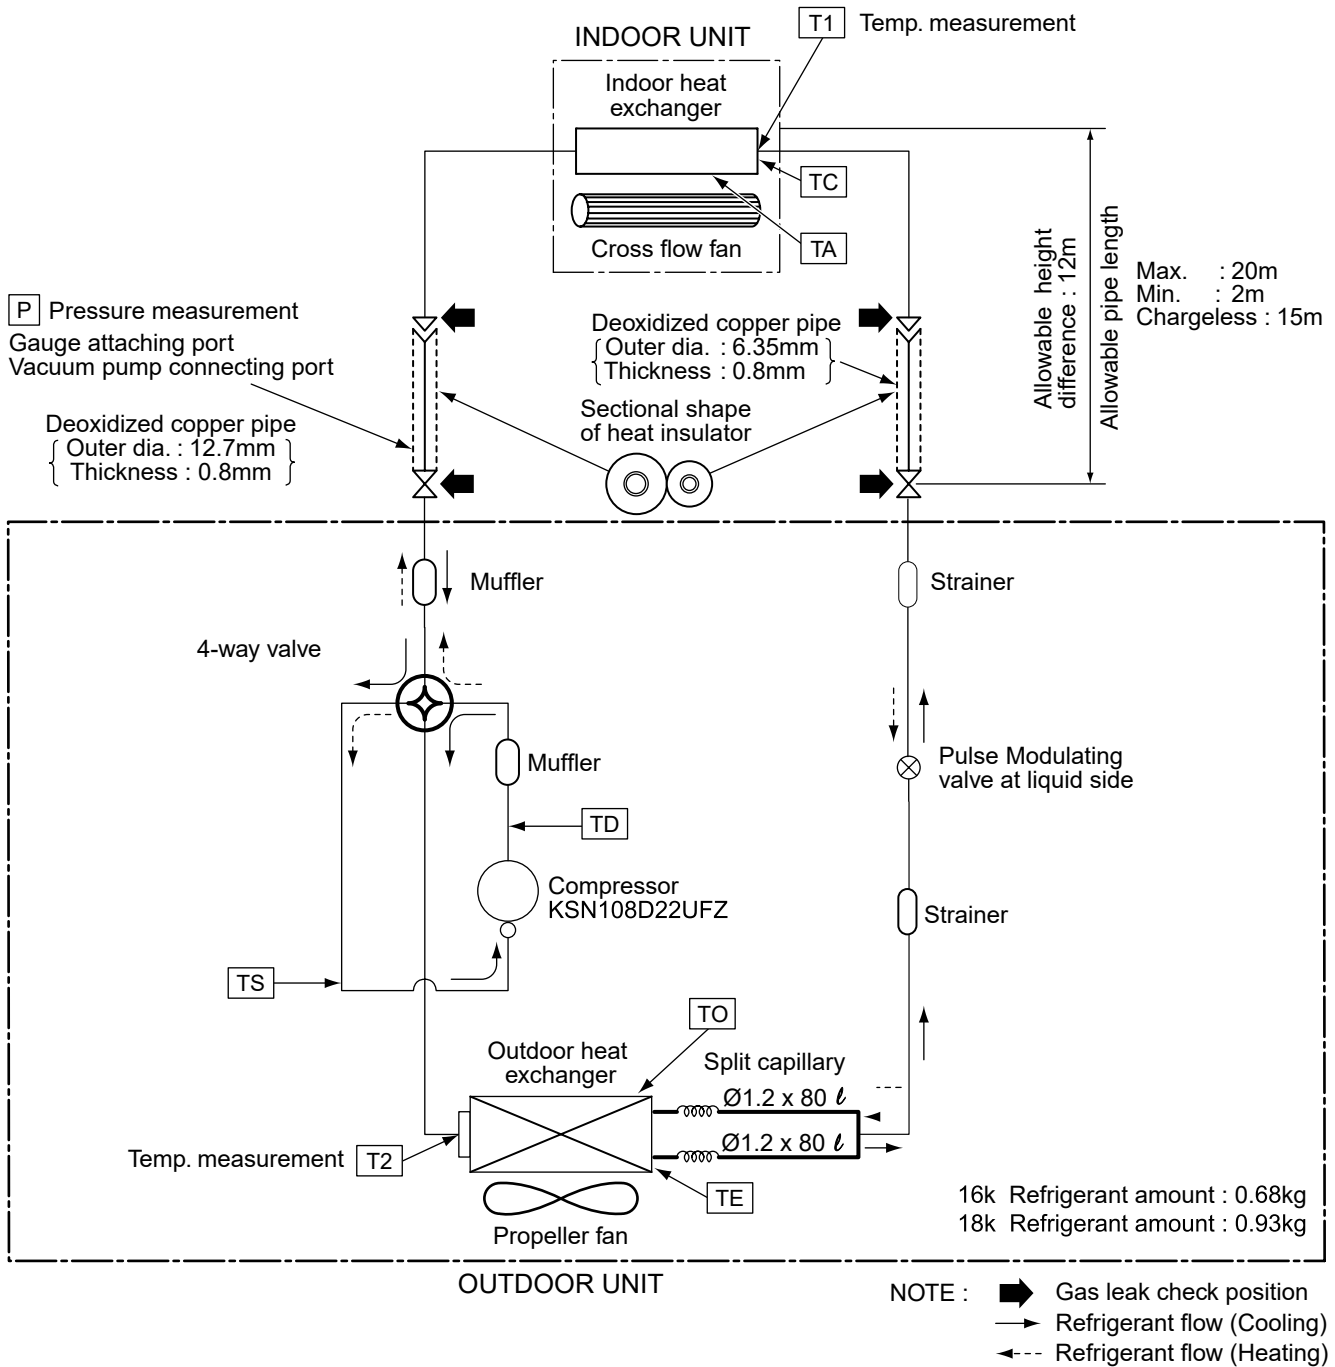 T1 Temp. measurement
INDOOR UNIT
Indoor heat
exchanger
TC
Cross flow fan
TA
Allowable height
difference : 12m
Allowable pipe length
Max. : 20m
Min. : 2m
Chargeless : 15m
P Pressure measurement
Gauge attaching port
Vacuum pump connecting port
Deoxidized copper pipe
Outer dia. : 6.35mm
Thickness : 0.8mm
Deoxidized copper pipe
Outer dia. : 12.7mm
Thickness : 0.8mm
Sectional shape
of heat insulator
Muffler
Strainer
4-way valve
Muffler
Pulse Modulating
valve at liquid side
TD
Compressor
KSN108D22UFZ
Strainer
TS
TO
Outdoor heat
exchanger
Split capillary
Ø1.2 x 80 ℓ
Ø1.2 x 80 ℓ
Temp. measurement T2
TE
Propeller fan
16k Refrigerant amount : 0.68kg
18k Refrigerant amount : 0.93kg
OUTDOOR UNIT
NOTE : Gas leak check position
Refrigerant flow (Cooling)
Refrigerant flow (Heating)